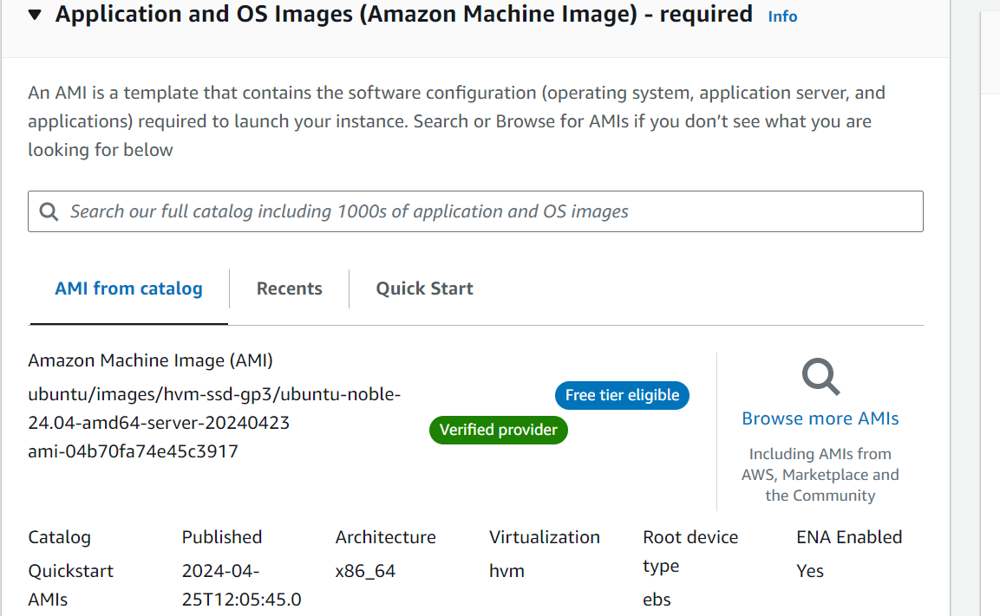 Application and OS Images (Amazon Machine Image) - required Info
An AMI is a template that contains the software configuration (operating system, application server, and
applications) required to launch your instance. Search or Browse for AMIs if you don’t see what you are
looking for below
Search our full catalog including 1000s of application and OS images
AMI from catalog
Recents
Quick Start
Amazon Machine Image (AMI)
ubuntu/images/hvm-ssd-gp3/ubuntu-noble-
24.04-amd64-server-20240423
ami-04b70fa74e45c3917
Free tier eligible
Verified provider
Browse more AMIs
Including AMIs from
AWS, Marketplace and
the Community
Catalog
Quickstart
AMIs
Published
2024-04-
25T12:05:45.0
Architecture
x86_64
Virtualization
hvm
Root device
type
ebs
ENA Enabled
Yes